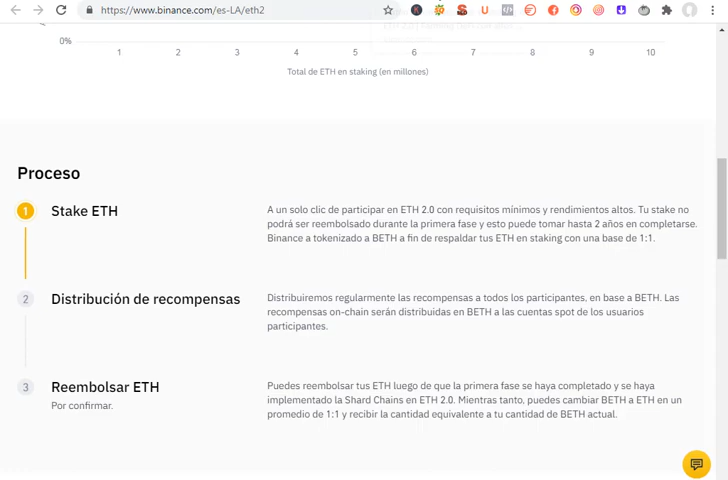 https://www.binance.com/es-LA/eth2
0%
1 2 3 4 5 6 7 8 9 10
Total de ETH en staking (en millones)
Proceso
1 Stake ETH
A un solo clic de participar en ETH 2.0 con requisitos mínimos y rendimientos altos. Tu stake no
podrá ser reembolsado durante la primera fase y esto puede tomar hasta 2 años en completarse.
Binance a tokenizado a BETH a fin de respaldar tus ETH en staking con una base de 1:1.
2 Distribución de recompensas
Distribuiremos regularmente las recompensas a todos los participantes, en base a BETH. Las
recompensas on-chain serán distribuidas en BETH a las cuentas spot de los usuarios
participantes.
3 Reembolsar ETH
Por confirmar.
Puedes reembolsar tus ETH luego de que la primera fase se haya completado y se haya
implementado la Shard Chains en ETH 2.0. Mientras tanto, puedes cambiar BETH a ETH en un
promedio de 1:1 y recibir la cantidad equivalente a tu cantidad de BETH actual.